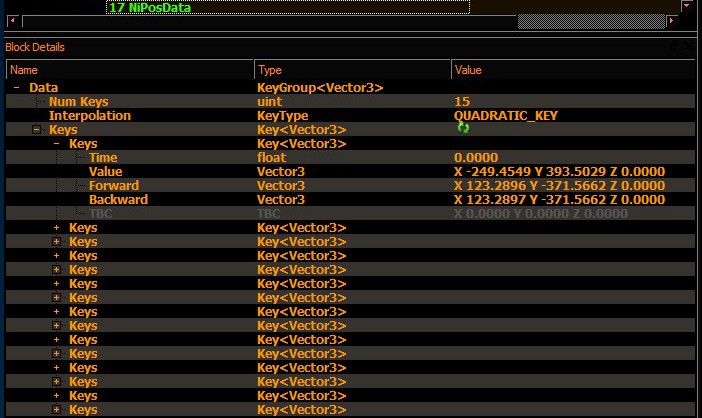 17 NiPosData
Block Details
Name Type Value
Data KeyGroup<Vector3>
Num Keys uint 15
Interpolation KeyType QUADRATIC_KEY
Keys Key<Vector3>
Keys Key<Vector3>
Time float 0.0000
Value Vector3 X -249.4549 Y 393.5029 Z 0.0000
Forward Vector3 X 123.2896 Y -371.5662 Z 0.0000
Backward Vector3 X 123.2897 Y -371.5662 Z 0.0000
TBC TBC X 0.0000 Y 0.0000 Z 0.0000
Keys Key<Vector3>
Keys Key<Vector3>
Keys Key<Vector3>
Keys Key<Vector3>
Keys Key<Vector3>
Keys Key<Vector3>
Keys Key<Vector3>
Keys Key<Vector3>
Keys Key<Vector3>
Keys Key<Vector3>
Keys Key<Vector3>
Keys Key<Vector3>
Keys Key<Vector3>
Keys Key<Vector3>